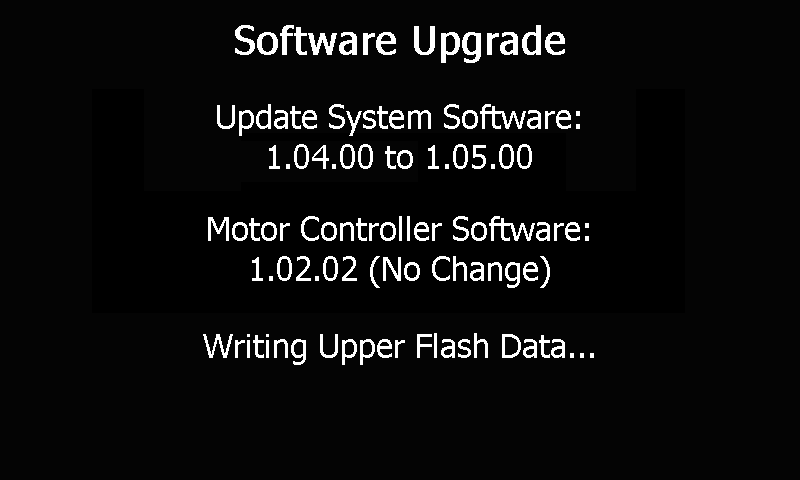 Software Upgrade
Update System Software:
1.04.00 to 1.05.00
Motor Controller Software:
1.02.02 (No Change)
Writing Upper Flash Data...